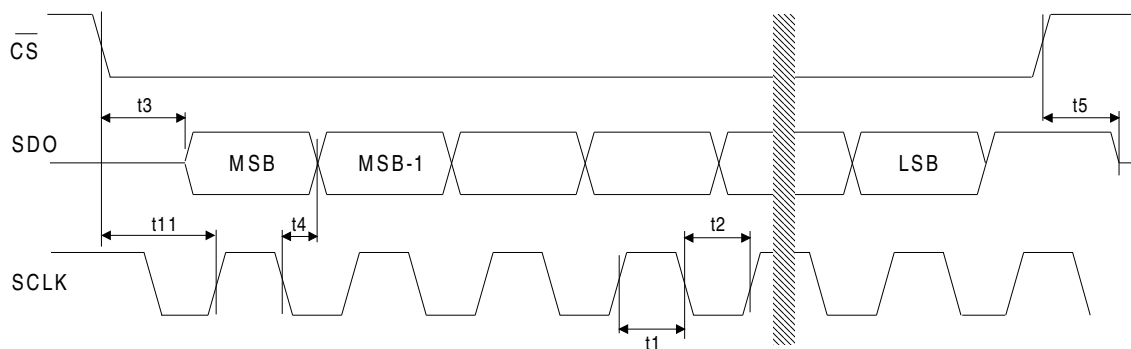 CS
t3
t5
SDO
MSB
MSB-1
LSB
t11
t4
t2
SCLK
t1